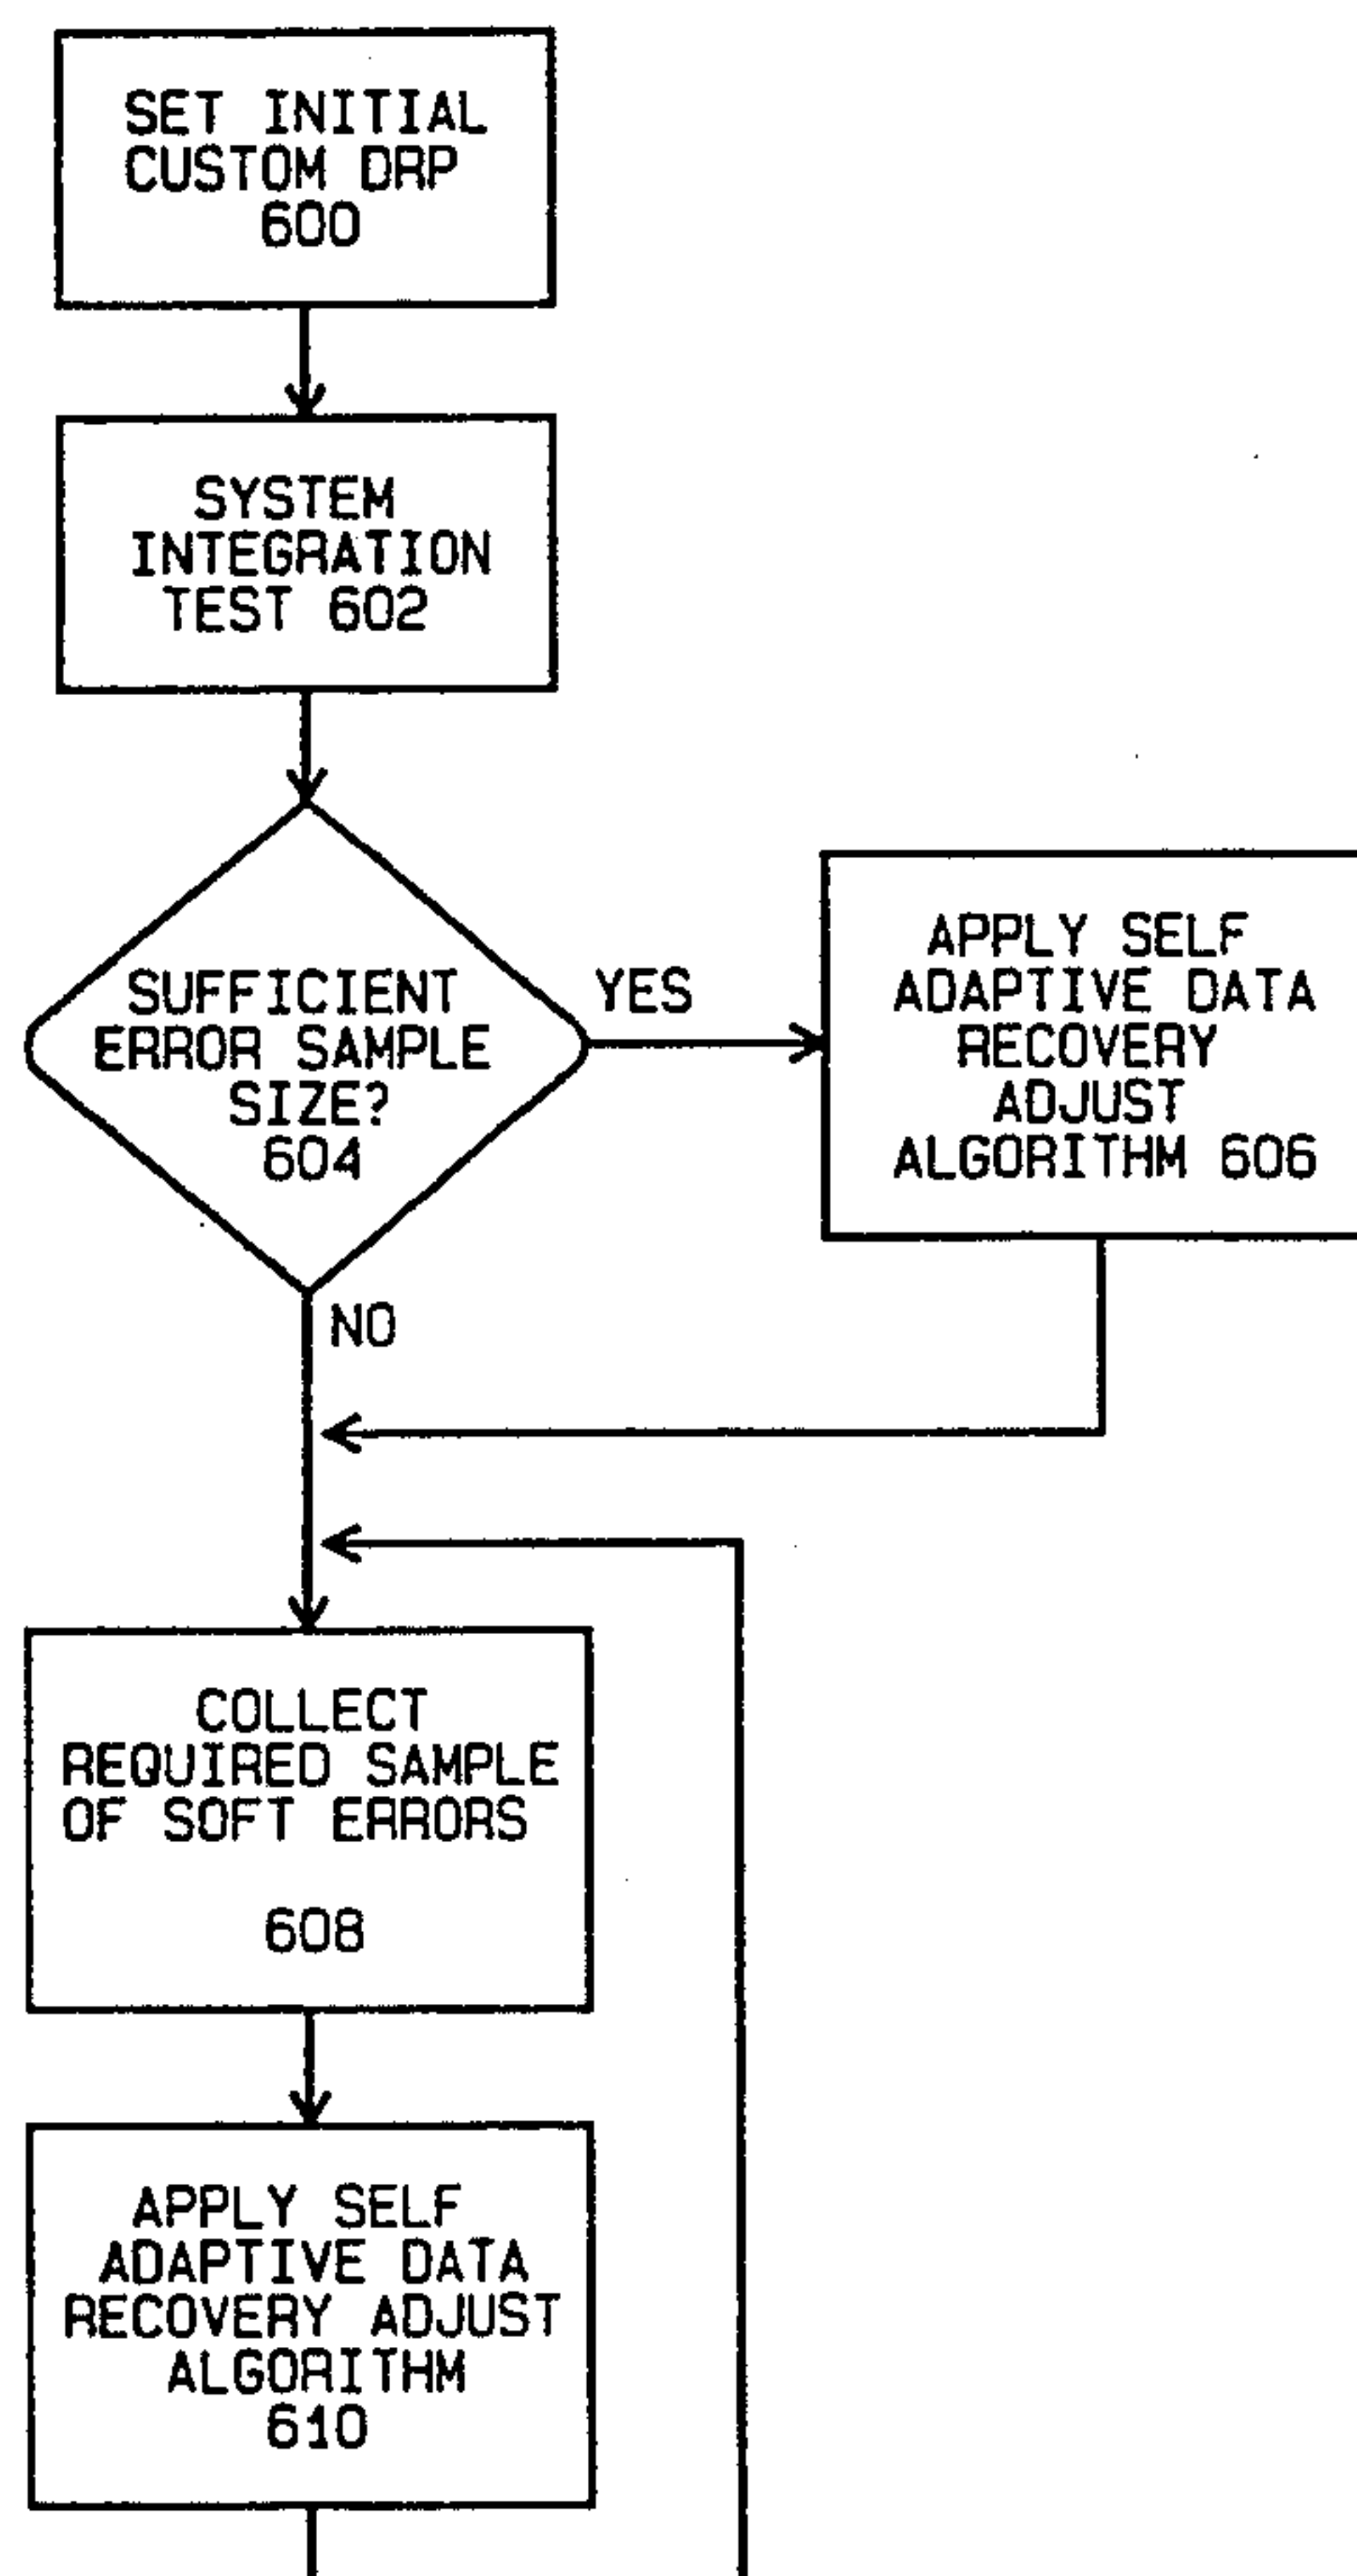 SET INITIAL
CUSTOM DRP
600
SYSTEM
INTEGRATION
TEST 602
SUFFICIENT
ERROR SAMPLE
SIZE?
604
YES
APPLY SELF
ADAPTIVE DATA
RECOVERY
ADJUST
ALGORITHM 606
NO
COLLECT
REQUIRED SAMPLE
OF SOFT ERRORS
608
APPLY SELF
ADAPTIVE DATA
RECOVERY ADJUST
ALGORITHM
610